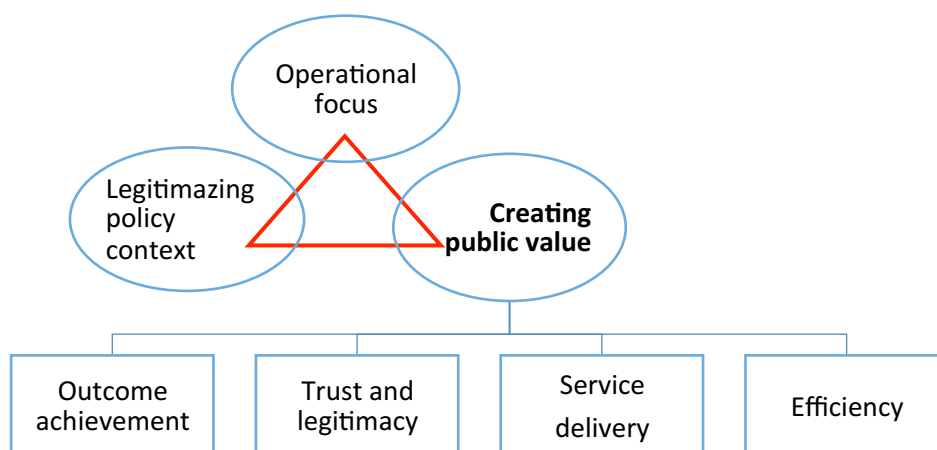 Operational
focus
Legitimazing
policy
context
Creating
public value
Outcome
achievement
Trust and
legitimacy
Service
delivery
Efficiency